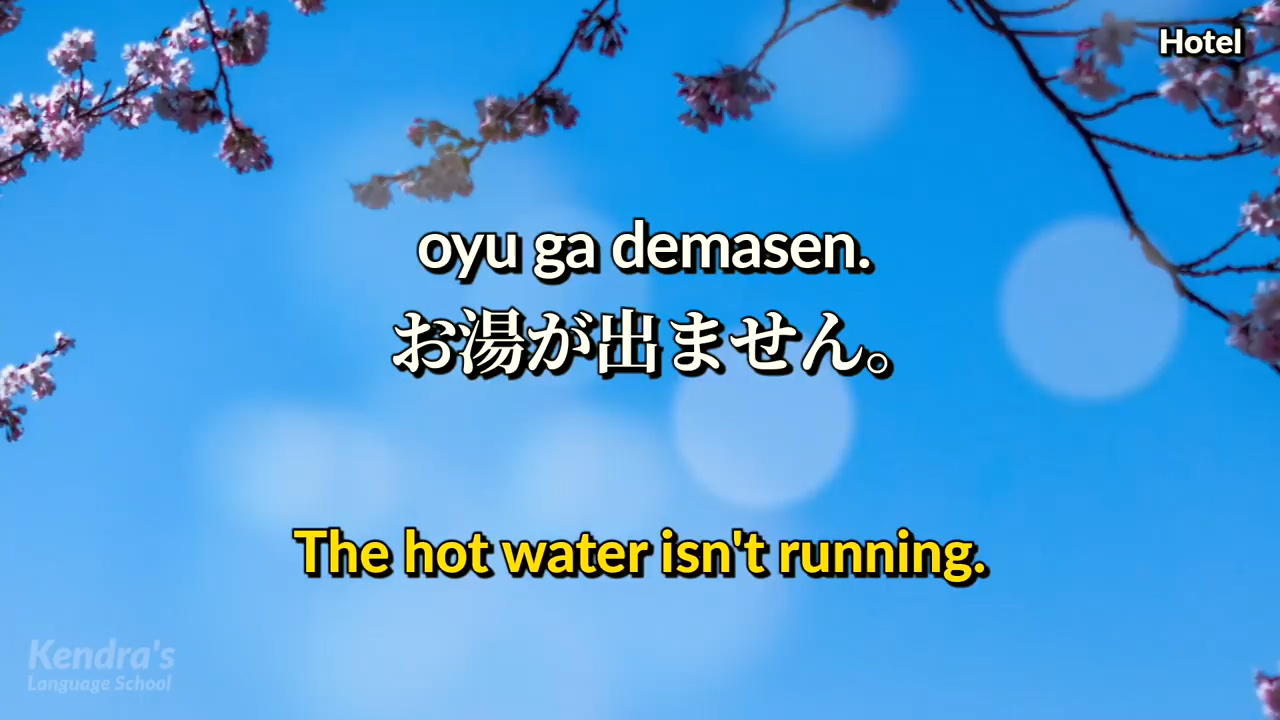 Hotel
oyu ga demasen.
お湯が出ません。
The hot water isn't running.
Kendra's
Language School